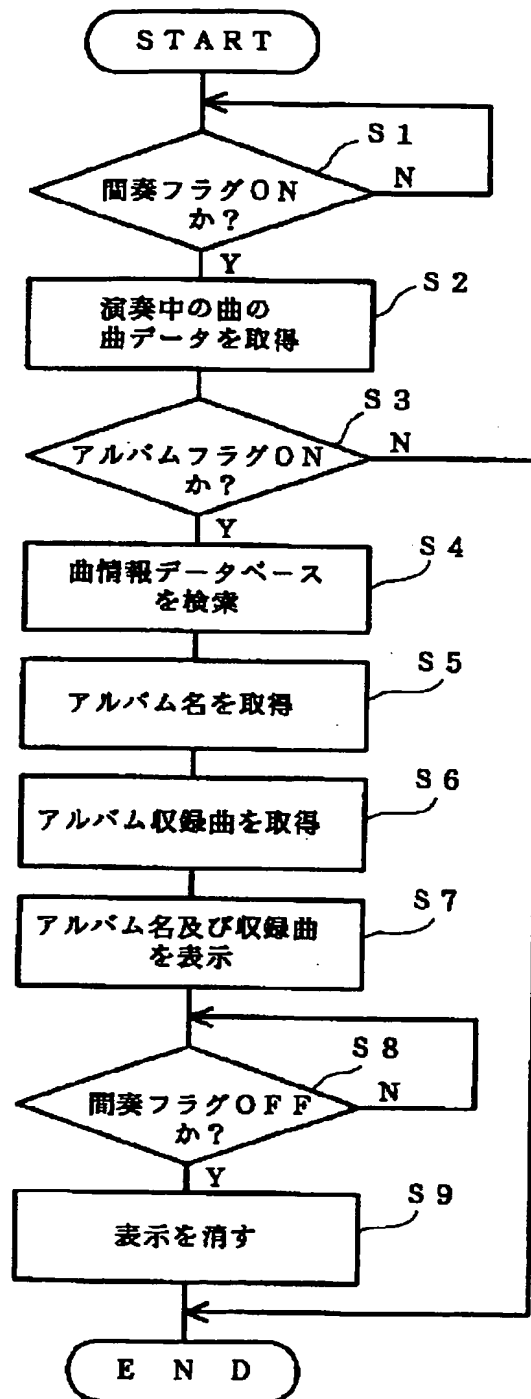 START
S1
間奏フラグON
か？
N
Y
S2
演奏中の曲の
曲データを取得
S3
アルバムフラグON
か？
N
Y
S4
曲情報データベース
を検索
S5
アルバム名を取得
S6
アルバム収録曲を取得
S7
アルバム名及び収録曲
を表示
S8
間奏フラグOFF
か？
N
Y
S9
表示を消す
END